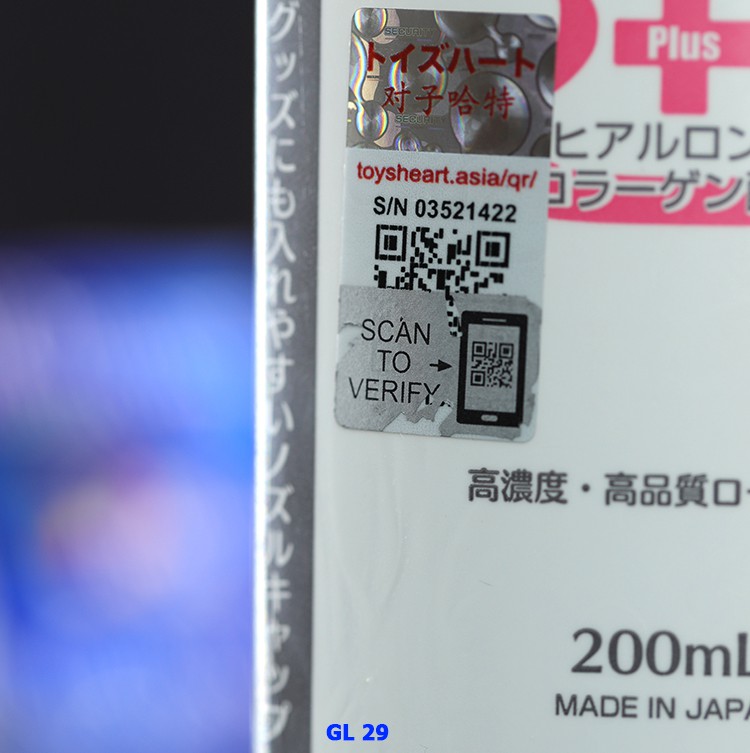 グッズにも入れやすいノズルキャップ
SECURITY
トイズハート
对子哈特
toysheart.asia/qr/
S/N 03521422
SCAN
TO
VERIFY
Plus
ヒアルロン
コラーゲン
高濃度・高品質ロ
200mL
MADE IN JAPA
GL 29